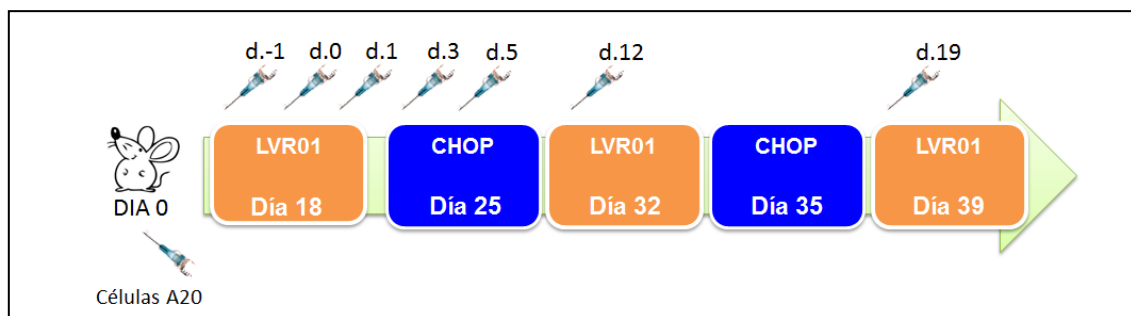 d.-1 d.0 d.1 d.3 d.5 d.12 d.19
LVR01 CHOP LVR01 CHOP LVR01
Día 18 Día 25 Día 32 Día 35 Día 39
DIA 0
Células A20